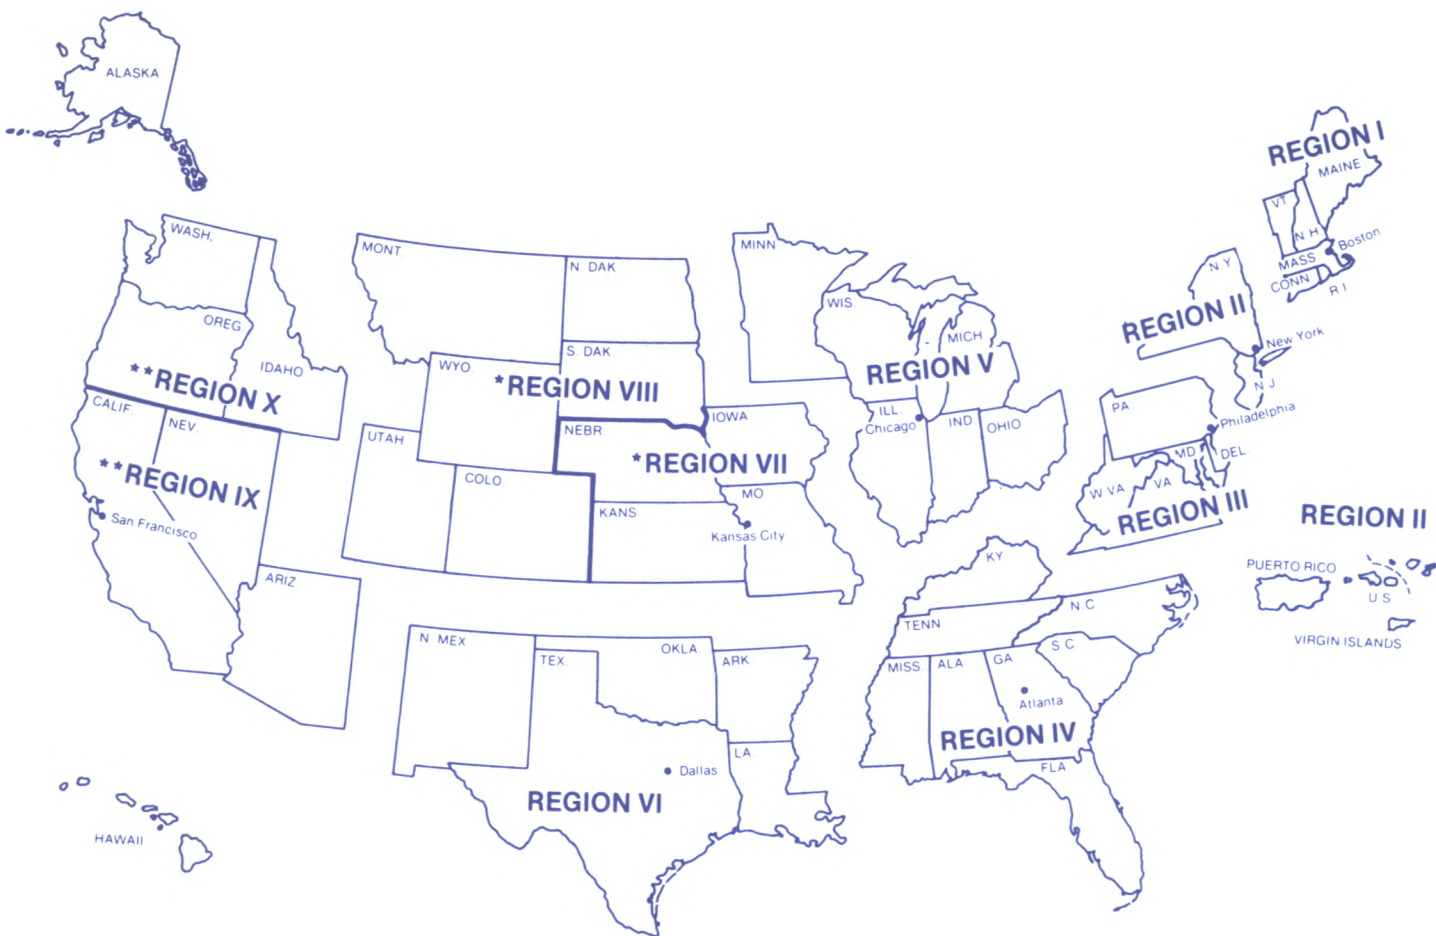 ALASKA
REGION I
MAINE
VT
N H
Boston
MASS
CONN
R I
WASH.
MONT.
N DAK
MINN
N Y
REGION II
New York
N J
OREG
IDAHO
**REGION X
WYO.
S. DAK.
*REGION VIII
WIS
MICH
REGION V
CALIF.
NEV.
**REGION IX
San Francisco
UTAH
COLO
NEBR.
IOWA
*REGION VII
MO
KANS
Kansas City
ILL.
Chicago
IND
OHIO
PA.
Philadelphia
MD
DEL
W VA
VA
REGION III
REGION II
PUERTO RICO
U S
VIRGIN ISLANDS
ARIZ.
KY
TENN
N C
S C
MISS.
ALA
GA
Atlanta
REGION IV
FLA
N MEX
TEX
OKLA.
ARK
LA.
Dallas
REGION VI
HAWAII